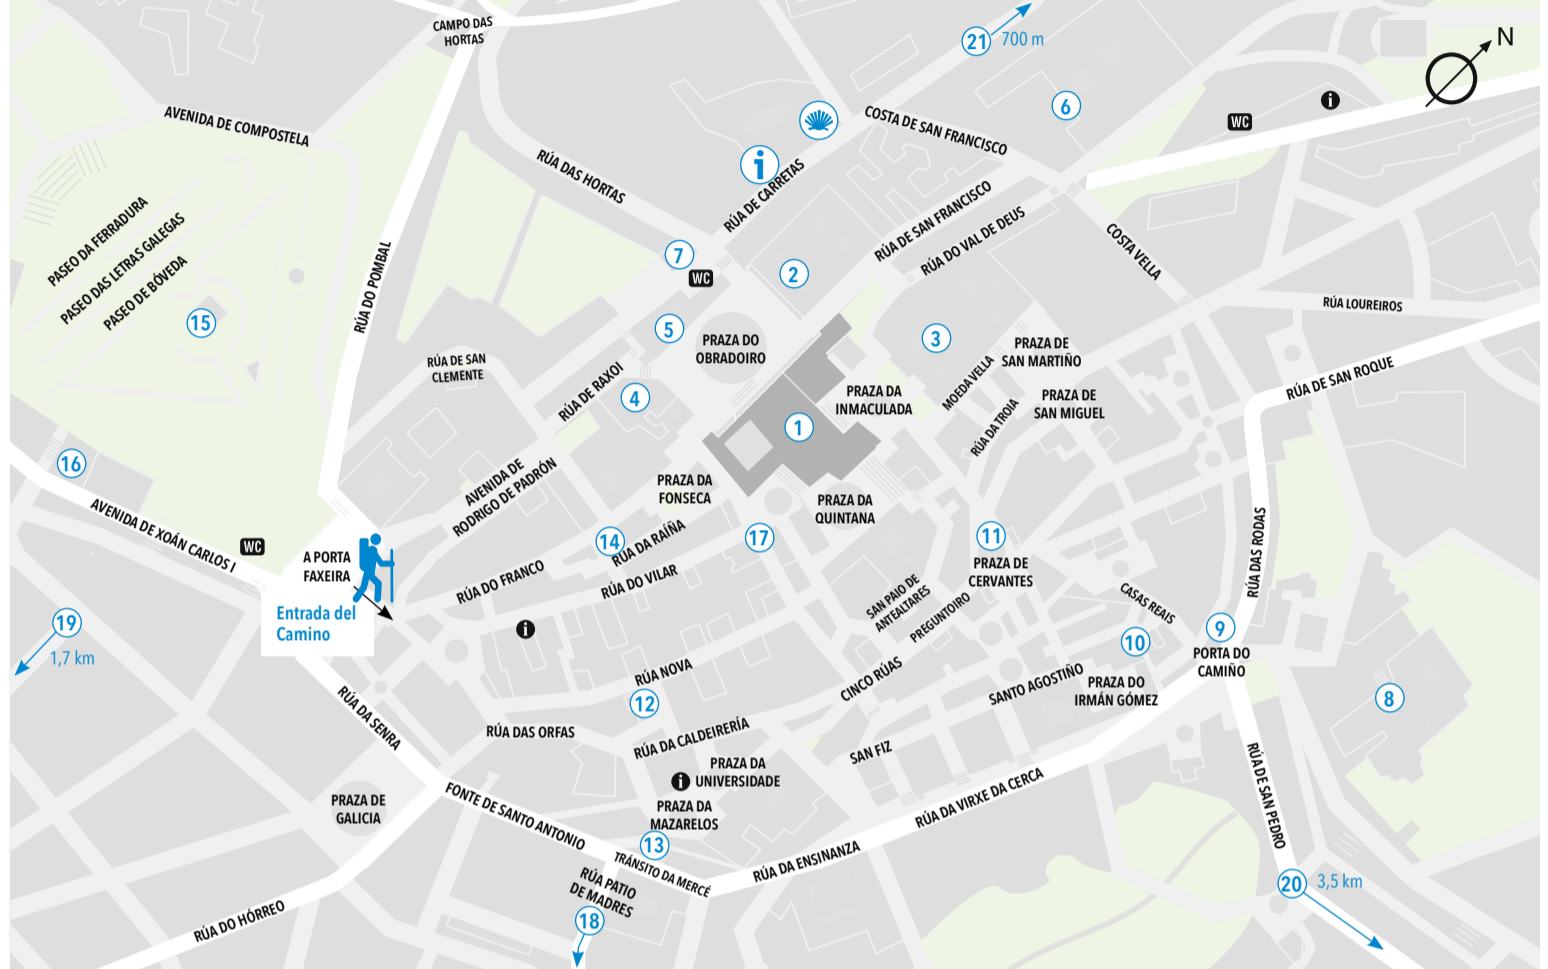 CAMPO DAS
HORTAS
21
700 m
N
AVENIDA DE COMPOSTELA
COSTA DE SAN FRANCISCO
6
WC
i
i
RÚA DAS HORTAS
RÚA DE CARRETAS
RÚA DE SAN FRANCISCO
RÚA DO VAL DE DEUS
COSTA VELLA
PASEO DA FERRADURA
PASEO DAS LETRAS GALEGAS
PASEO DE BÓVEDA
15
RÚA DO POMBAL
7
WC
2
RÚA LOUREIROS
5
PRAZA DO
OBRADOIRO
3
PRAZA DE
SAN MARTIÑO
RÚA DE SAN
CLEMENTE
RÚA DE RAXOI
4
MOEDA VELLA
PRAZA DA
INMACULADA
PRAZA DE
SAN MIGUEL
RÚA DE SAN ROQUE
1
RÚA DA TROIA
16
AVENIDA DE
RODRIGO DE PADRÓN
PRAZA DA
FONSECA
PRAZA DA
QUINTANA
AVENIDA DE XOÁN CARLOS I
WC
A PORTA
FAXEIRA
Entrada del
Camino
14
RÚA DA RAÍÑA
17
11
PRAZA DE
CERVANTES
RÚA DAS RODAS
RÚA DO FRANCO
RÚA DO VILAR
SAN PAIO DE
ANTEALTARES
PREGUNTOIRO
CASAS REAIS
19
1,7 km
i
10
9
PORTA DO
CAMIÑO
RÚA NOVA
CINCO RÚAS
SANTO AGOSTIÑO
PRAZA DO
IRMÁN GÓMEZ
8
12
RÚA DA SENRA
RÚA DAS ORFAS
RÚA DA CALDEIRERÍA
SAN FIZ
i
PRAZA DA
UNIVERSIDADE
RÚA DE SAN PEDRO
PRAZA DE
GALICIA
FONTE DE SANTO ANTONIO
PRAZA DA
MAZARELOS
RÚA DA VIRXE DA CERCA
13
TRÁNSITO DA MERCÉ
RÚA DA ENSINANZA
RÚA PATIO
DE MADRES
20
3,5 km
18
RÚA DO HÓRREO